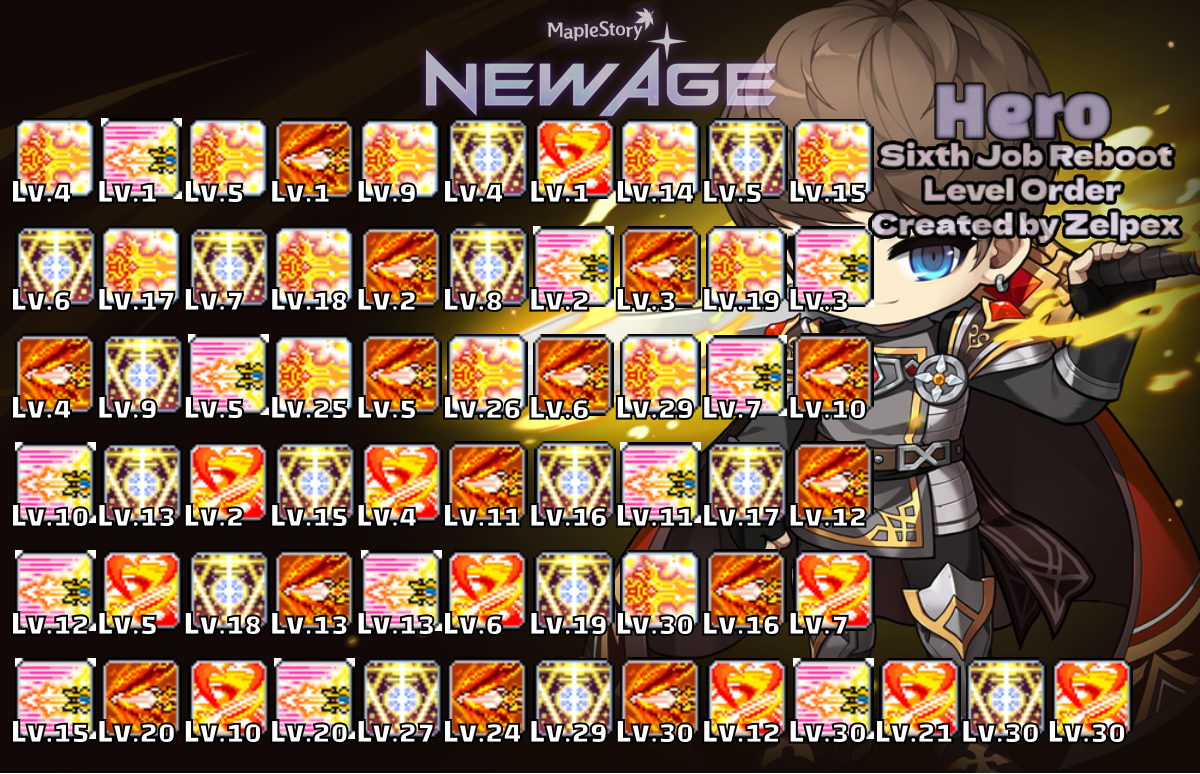 MapleStory
NEW AGE
Hero
Sixth Job Reboot
Level Order
Created by Zelpex
Lv.4 Lv.1 Lv.5 Lv.1 Lv.9 Lv.4 Lv.1 Lv.14 Lv.5 Lv.15
Lv.6 Lv.17 Lv.7 Lv.18 Lv.2 Lv.8 Lv.2 Lv.3 Lv.19 Lv.3
Lv.4 Lv.9 Lv.5 Lv.25 Lv.5 Lv.26 Lv.6 Lv.29 Lv.7 Lv.10
Lv.10 Lv.13 Lv.2 Lv.15 Lv.4 Lv.11 Lv.16 Lv.11 Lv.17 Lv.12
Lv.12 Lv.5 Lv.18 Lv.13 Lv.13 Lv.6 Lv.19 Lv.30 Lv.16 Lv.7
Lv.15 Lv.20 Lv.10 Lv.20 Lv.27 Lv.24 Lv.29 Lv.30 Lv.12 Lv.30 Lv.21 Lv.30 Lv.30